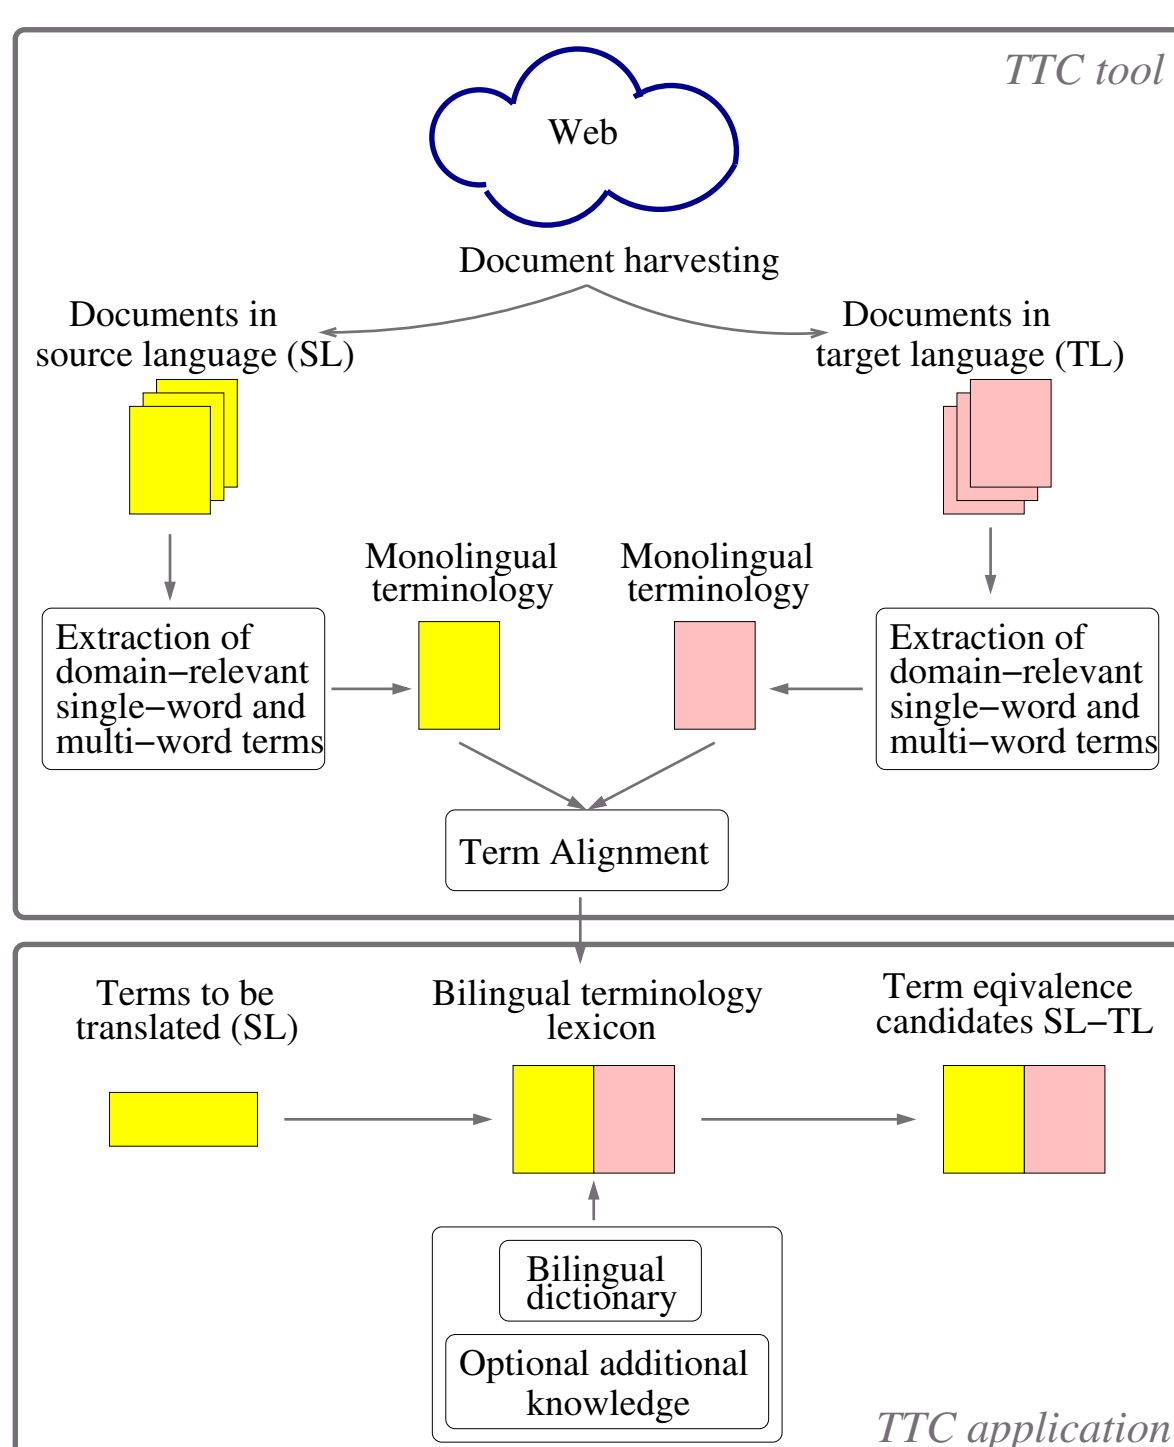 TTC tool
Web
Document harvesting
Documents in
source language (SL)
Documents in
target language (TL)
Monolingual
terminology
Monolingual
terminology
Extraction of
domain−relevant
single−word and
multi−word terms
Extraction of
domain−relevant
single−word and
multi−word terms
Term Alignment
Terms to be
translated (SL)
Bilingual terminology
lexicon
Term eqivalence
candidates SL−TL
Bilingual
dictionary
Optional additional
knowledge
TTC application